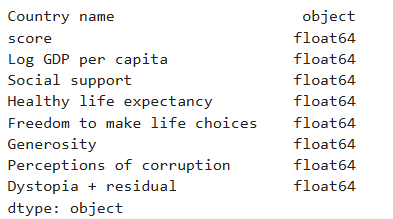 Country name                     object
score                           float64
Log GDP per capita              float64
Social support                  float64
Healthy life expectancy         float64
Freedom to make life choices    float64
Generosity                      float64
Perceptions of corruption       float64
Dystopia + residual             float64
dtype: object